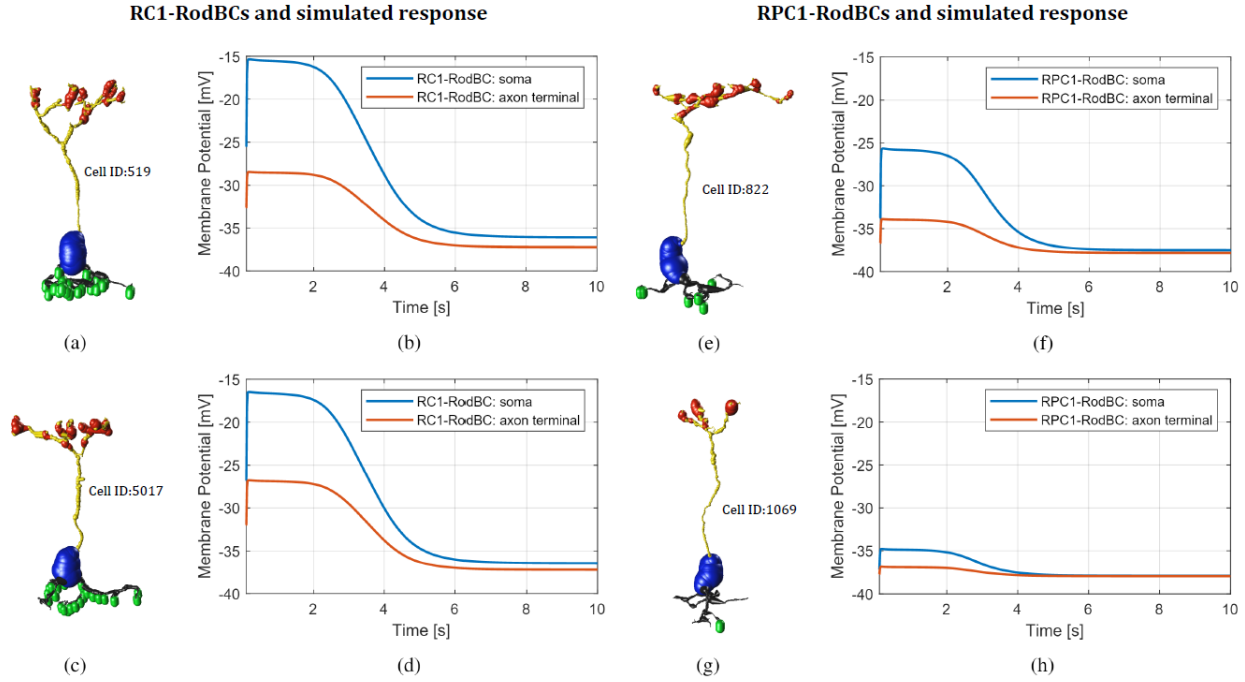 RC1-RodBCs and simulated response
RPC1-RodBCs and simulated response
Cell ID:519
(a)
Membrane Potential [mV]
-15
-20
-25
-30
-35
-40
RC1-RodBC: soma
RC1-RodBC: axon terminal
2
4
6
8
10
Time [s]
(b)
Cell ID:822
(e)
Membrane Potential [mV]
-15
-20
-25
-30
-35
-40
RPC1-RodBC: soma
RPC1-RodBC: axon terminal
2
4
6
8
10
Time [s]
(f)
Cell ID:5017
(c)
Membrane Potential [mV]
-15
-20
-25
-30
-35
-40
RC1-RodBC: soma
RC1-RodBC: axon terminal
2
4
6
8
10
Time [s]
(d)
Cell ID:1069
(g)
Membrane Potential [mV]
-15
-20
-25
-30
-35
-40
RPC1-RodBC: soma
RPC1-RodBC: axon terminal
2
4
6
8
10
Time [s]
(h)